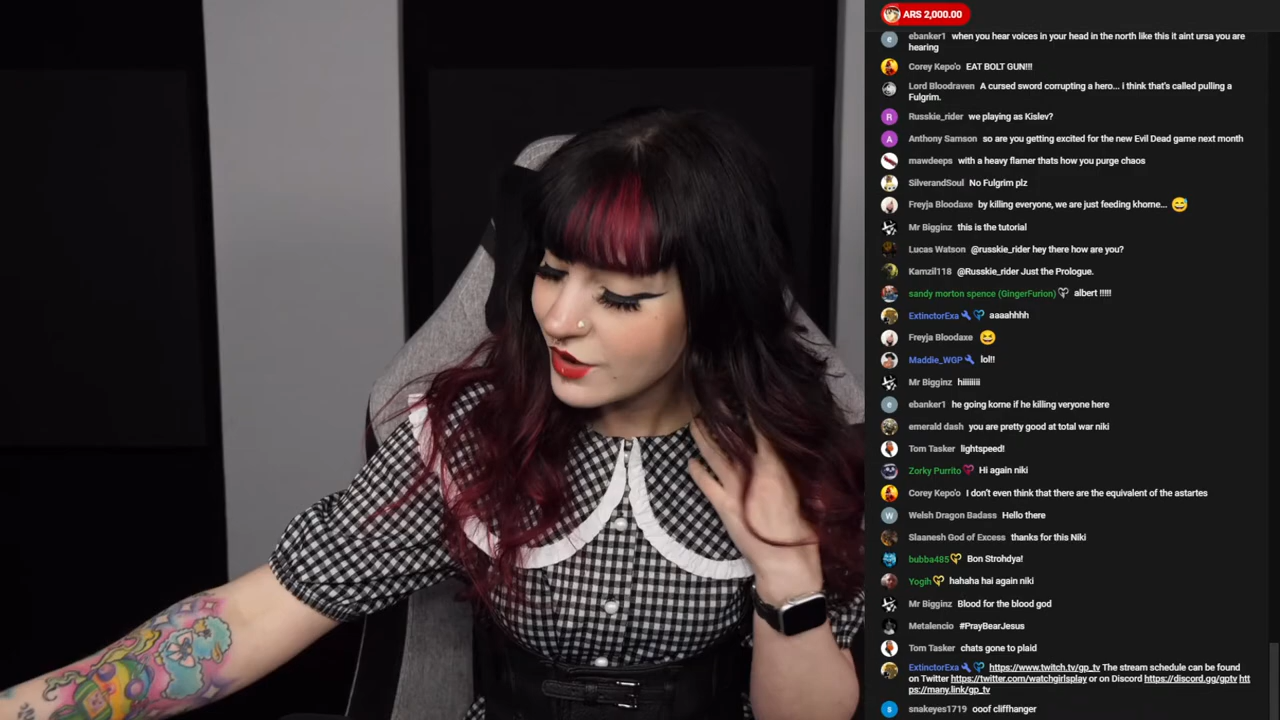 ARS 2,000.00
ebanker1 when you hear voices in your head in the north like this it aint ursa you are
hearing
Corey Kepo'o EAT BOLT GUN!!!
Lord Bloodraven A cursed sword corrupting a hero... i think that's called pulling a
Fulgrim.
R Russkie_rider we playing as Kislev?
A Anthony Samson so are you getting excited for the new Evil Dead game next month
mawdeeps with a heavy flamer thats how you purge chaos
SilverandSoul No Fulgrim plz
Freyja Bloodaxe by killing everyone, we are just feeding khorne...
Mr Bigginz this is the tutorial
Lucas Watson @russkie_rider hey there how are you?
Kamzil118 @Russkie_rider Just the Prologue.
sandy morton spence (GingerFurion) albert !!!!!
ExtinctorExa aaaahhhh
Freyja Bloodaxe
Maddie_WGP lol!!
Mr Bigginz hiiiiiiii
e ebanker1 he going korne if he killing veryone here
emerald dash you are pretty good at total war niki
Tom Tasker lightspeed!
Zorky Purrito Hi again niki
Corey Kepo'o I don't even think that there are the equivalent of the astartes
W Welsh Dragon Badass Hello there
Slaanesh God of Excess thanks for this Niki
bubba485 Bon Strohdya!
Yogih hahaha hai again niki
Mr Bigginz Blood for the blood god
Metalencio #PrayBearJesus
Tom Tasker chats gone to plaid
ExtinctorExa https://www.twitch.tv/gp_tv The stream schedule can be found
on Twitter https://twitter.com/watchgirlsplay or on Discord https://discord.gg/gptv htt
ps://many.link/gp_tv
s snakeyes1719 ooof cliffhanger